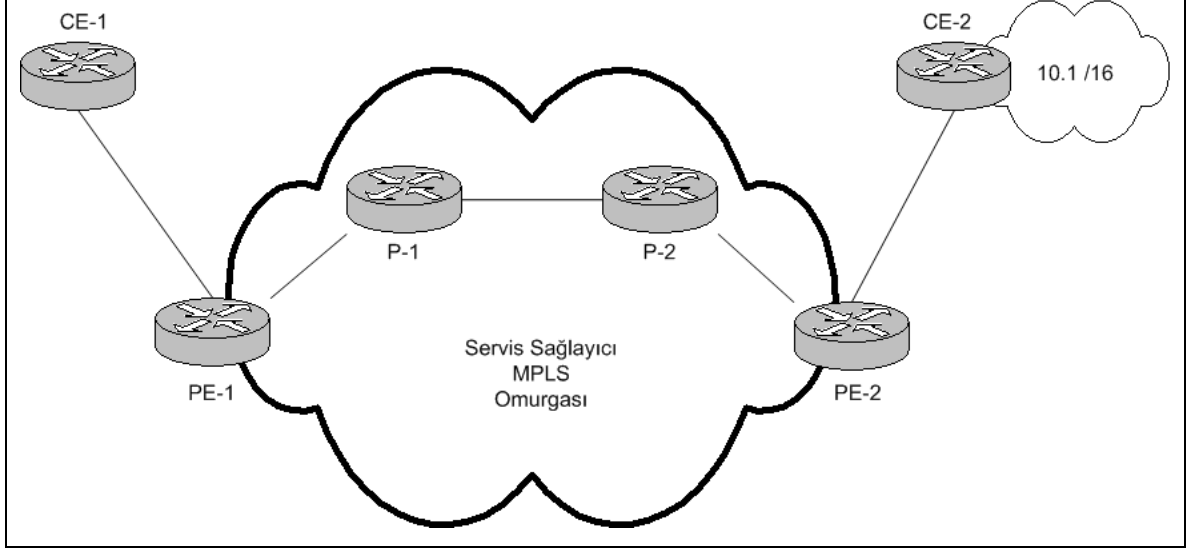 CE-1
CE-2
10.1 /16
P-1
P-2
Servis Sağlayıcı
MPLS
Omurgası
PE-1
PE-2